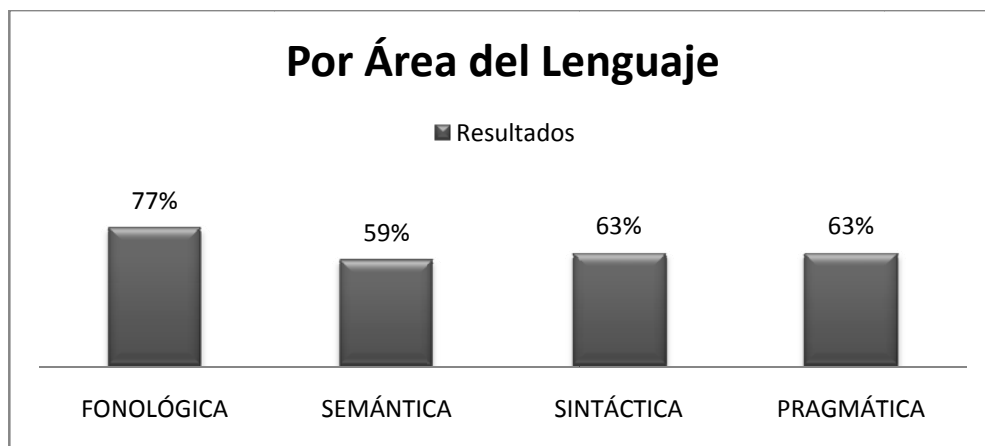 Por Área del Lenguaje
Resultados
77%
59%
63%
63%
FONOLÓGICA
SEMÁNTICA
SINTÁCTICA
PRAGMÁTICA